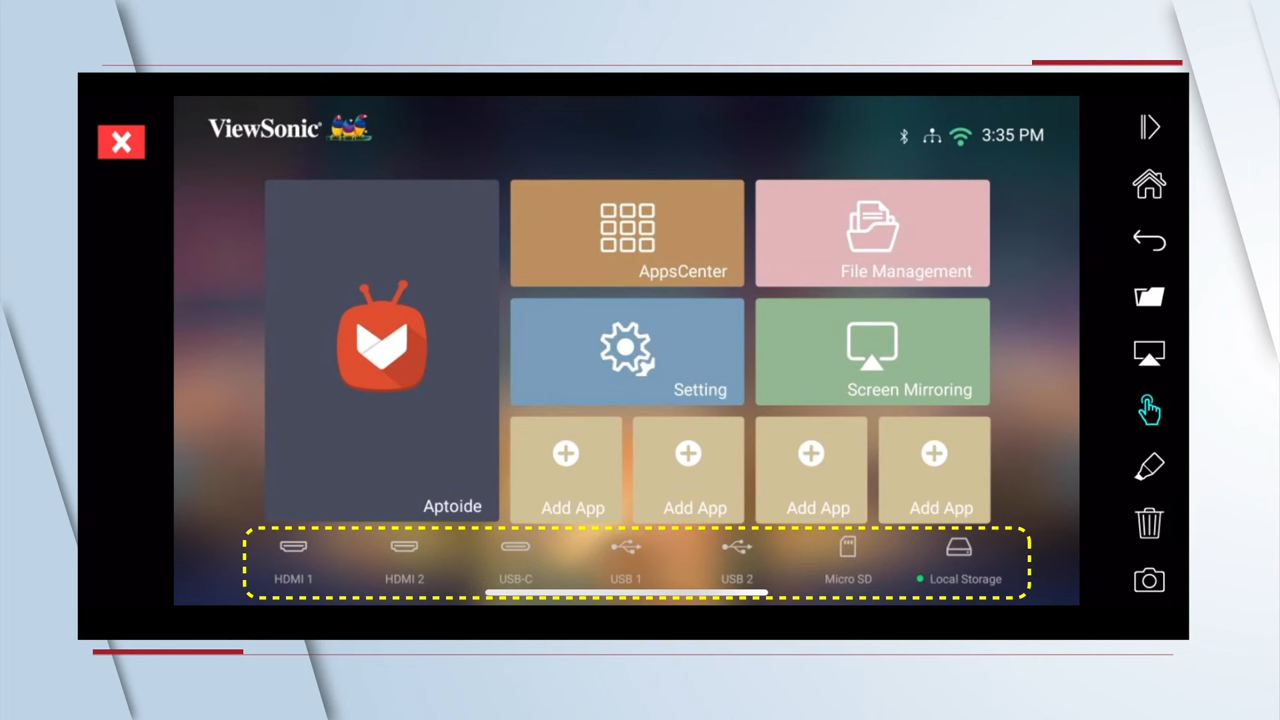 ViewSonic
3:35 PM
AppsCenter
File Management
Setting
Screen Mirroring
Aptoide
Add App
Add App
Add App
Add App
HDMI 1
HDMI 2
USB-C
USB 1
USB 2
Micro SD
Local Storage